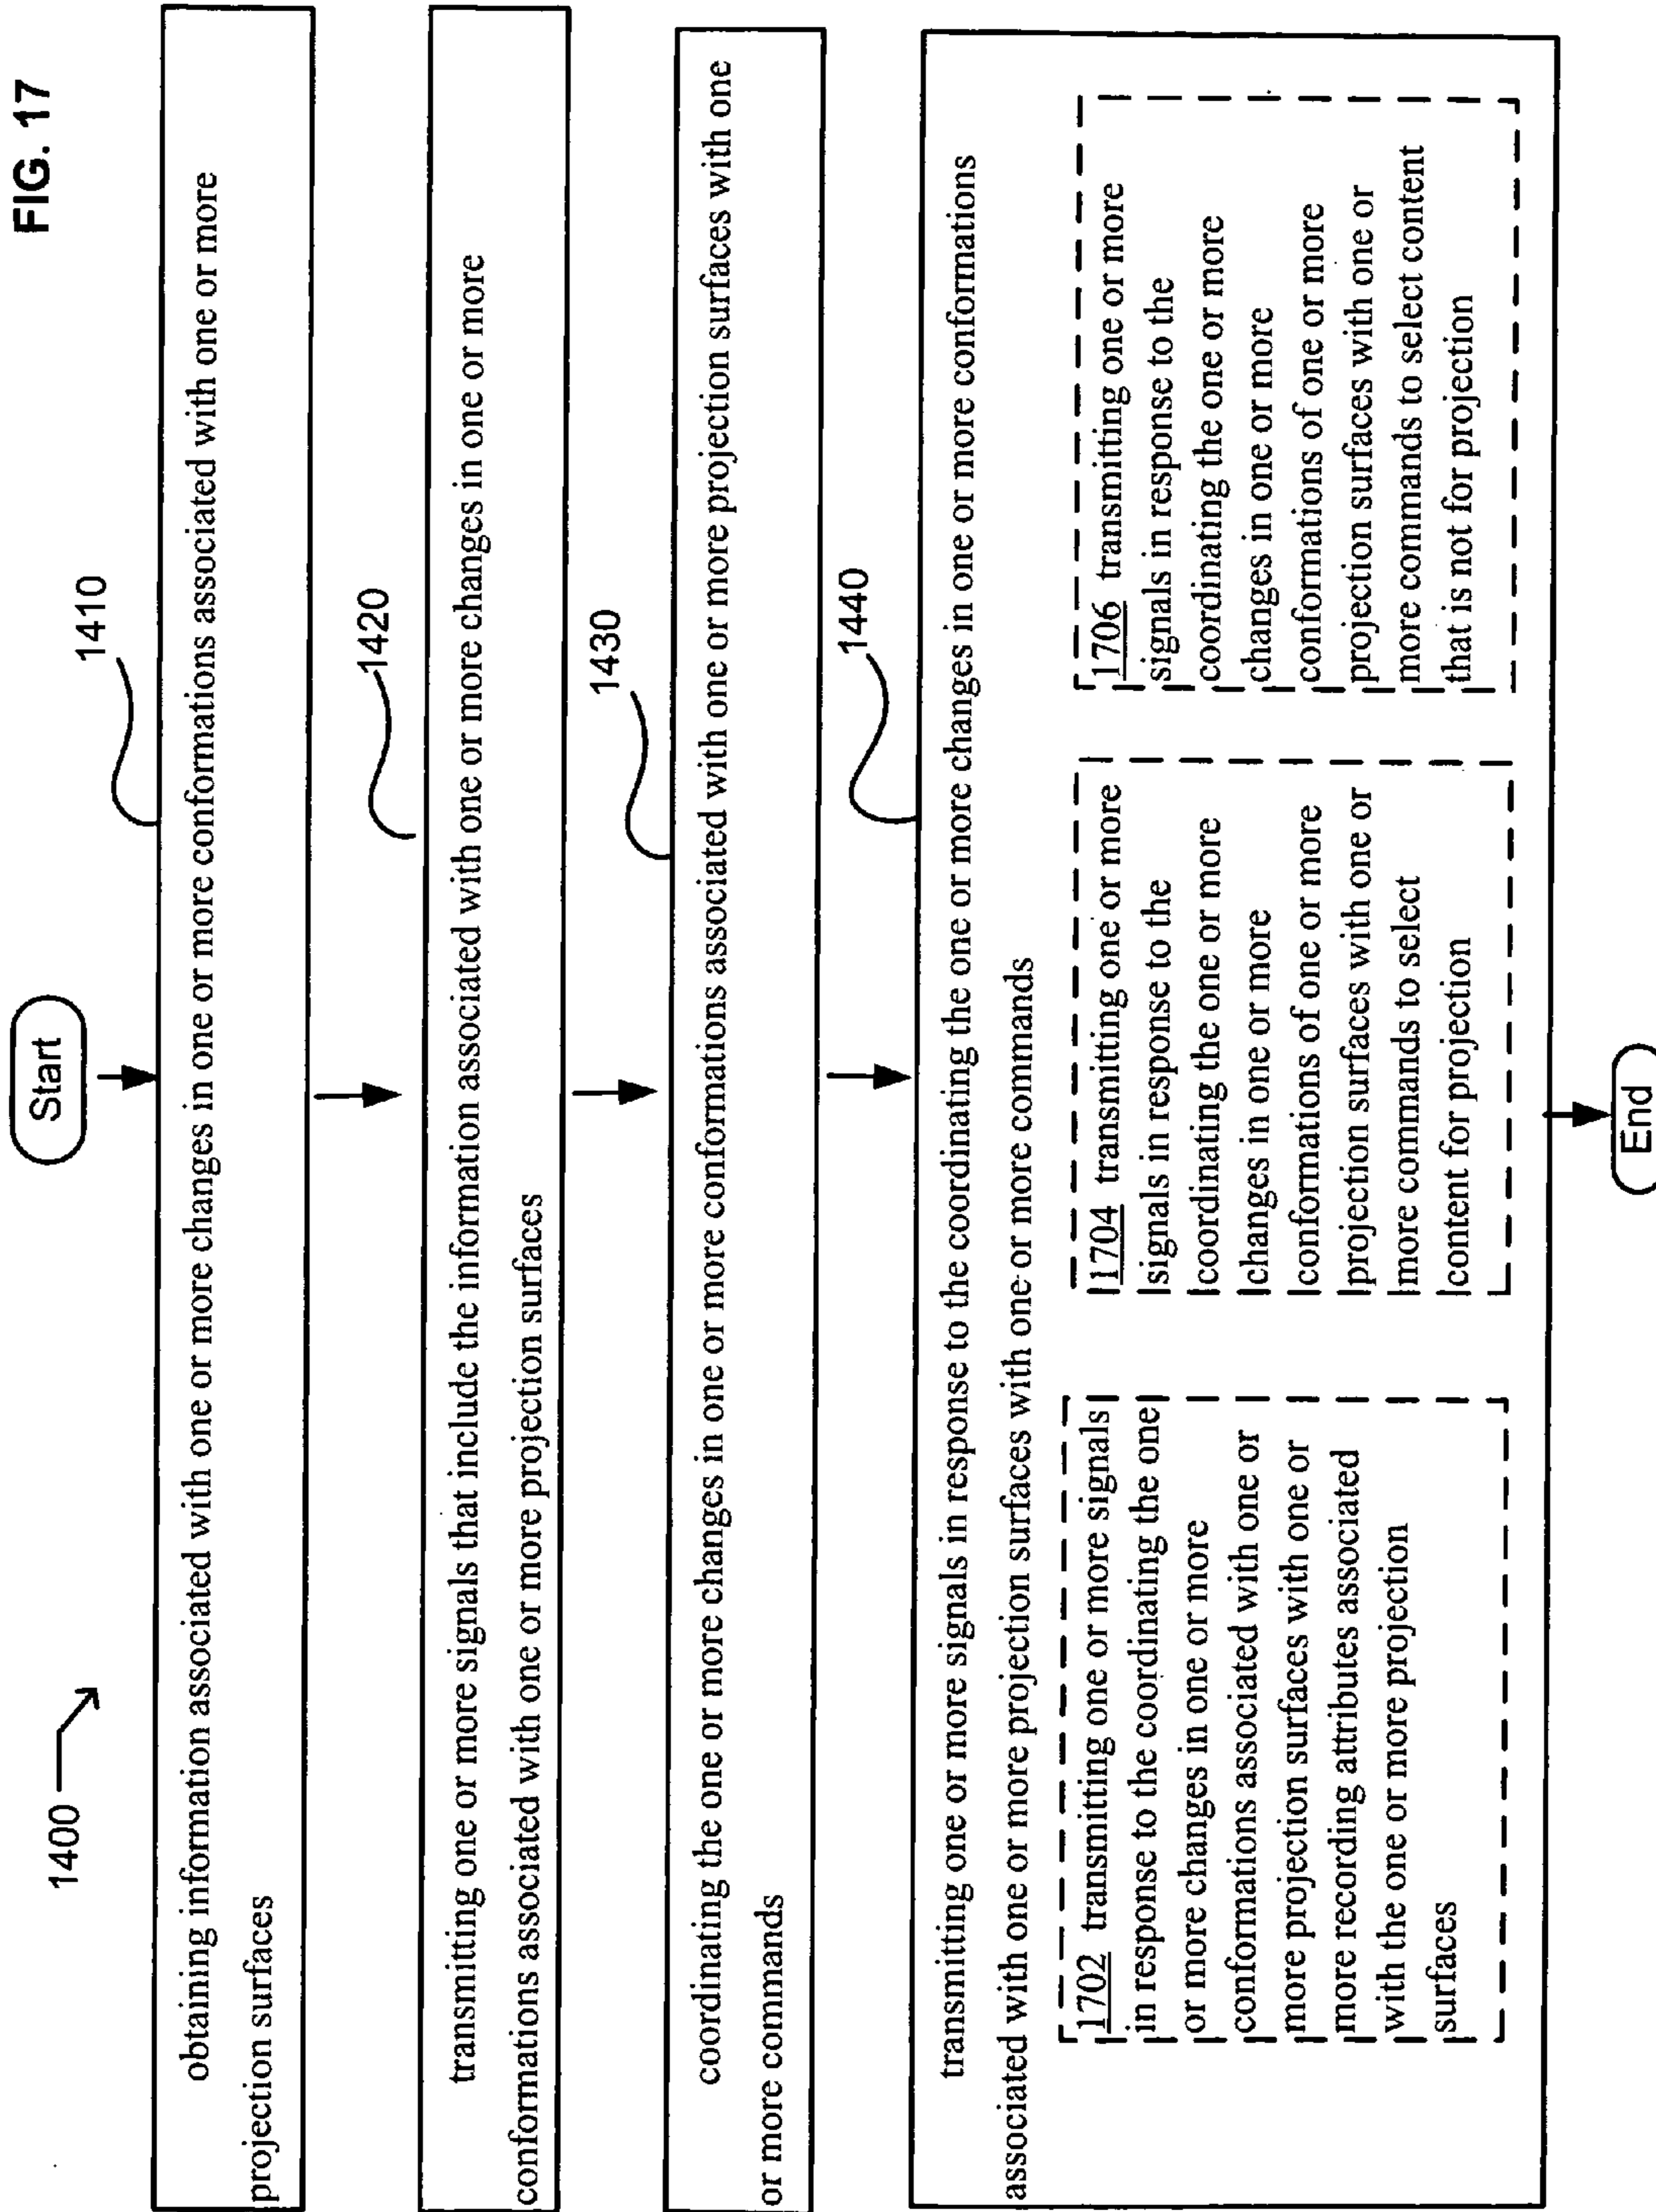 FIG. 17
1400
Start
1410
obtaining information associated with one or more changes in one or more conformations associated with one or more
projection surfaces
1420
transmitting one or more signals that include the information associated with one or more changes in one or more
conformations associated with one or more projection surfaces
1430
coordinating the one or more changes in one or more conformations associated with one or more projection surfaces with one
or more commands
1440
transmitting one or more signals in response to the coordinating the one or more changes in one or more conformations
associated with one or more projection surfaces with one or more commands
1702 transmitting one or more signals
in response to the coordinating the one
or more changes in one or more
conformations associated with one or
more projection surfaces with one or
more recording attributes associated
with the one or more projection
surfaces
1704 transmitting one or more
signals in response to the
coordinating the one or more
changes in one or more
conformations of one or more
projection surfaces with one or
more commands to select
content for projection
1706 transmitting one or more
signals in response to the
coordinating the one or more
changes in one or more
conformations of one or more
projection surfaces with one or
more commands to select content
that is not for projection
End